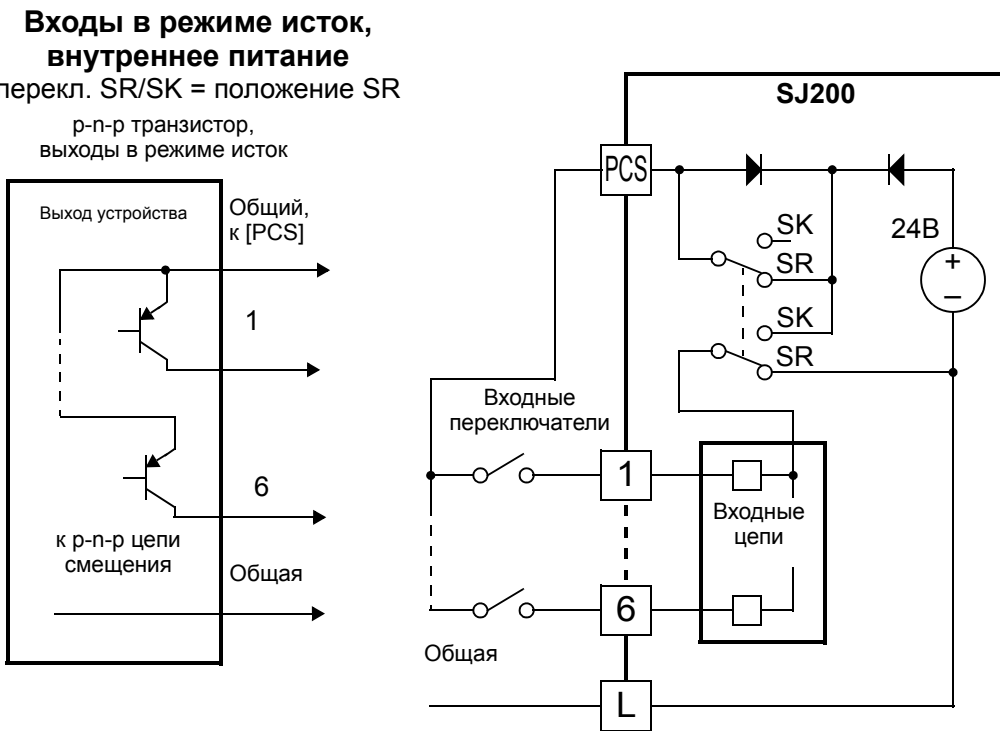 Входы в режиме исток,
внутреннее питание
перекл. SR/SK = положение SR
p-n-p транзистор,
выходы в режиме исток
Выход устройства
Общий,
к [PCS]
1
6
к p-n-p цепи
смещения
Общая
SJ200
PCS
SK
SR
24В
+
–
SK
SR
Входные
переключатели
1
Входные
цепи
6
Общая
L